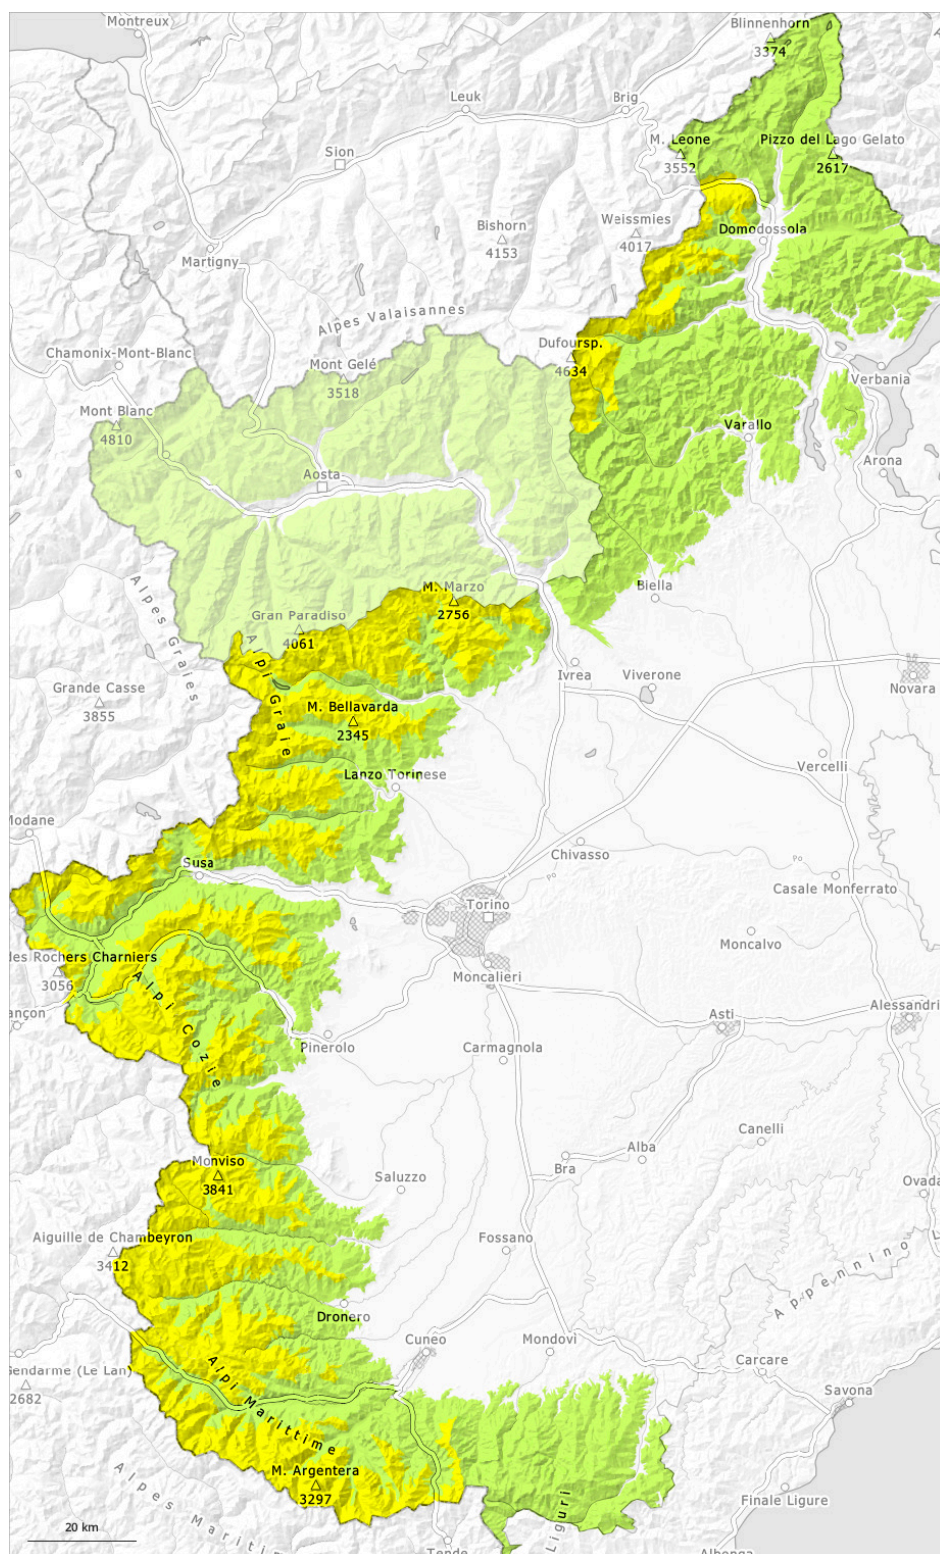 Montreux
Blinnenhorn
3374
Leuk
Brig
M. Leone
3552
Pizzo del Lago Gelato
2617
Sion
Bishorn
4153
Weissmies
4017
Domodossola
Martigny
Alpes Valaisannes
Chamonix-Mont-Blanc
Mont Gelé
3518
Dufoursp.
4634
Verbania
Mont Blanc
4810
Varallo
Arona
Aosta
Alpes Graies
M. Marzo
2756
Biella
Gran Paradiso
4061
Alpi Graie
Ivrea
Viverone
Novara
Grande Casse
3855
M. Bellavarda
2345
Vercelli
Lanzo Torinese
Modane
Chivasso
Susa
Po
Casale Monferrato
Torino
Moncalvo
des Rochers Charniers
3056
Moncalieri
Alpi Cozie
Asti
Alessandri
ançon
Pinerolo
Carmagnola
Canelli
Alba
Bra
Monviso
3841
Saluzzo
Ovada
Aiguille de Chambeyron
3412
Fossano
Appennino L
Dronero
Cuneo
Mondovì
Gendarme (Le Lan)
2682
Carcare
Savona
Alpi Marittime
M. Argentera
3297
Alpes Mariti
Finale Ligure
Liguri
20 km
Tende
Albenga